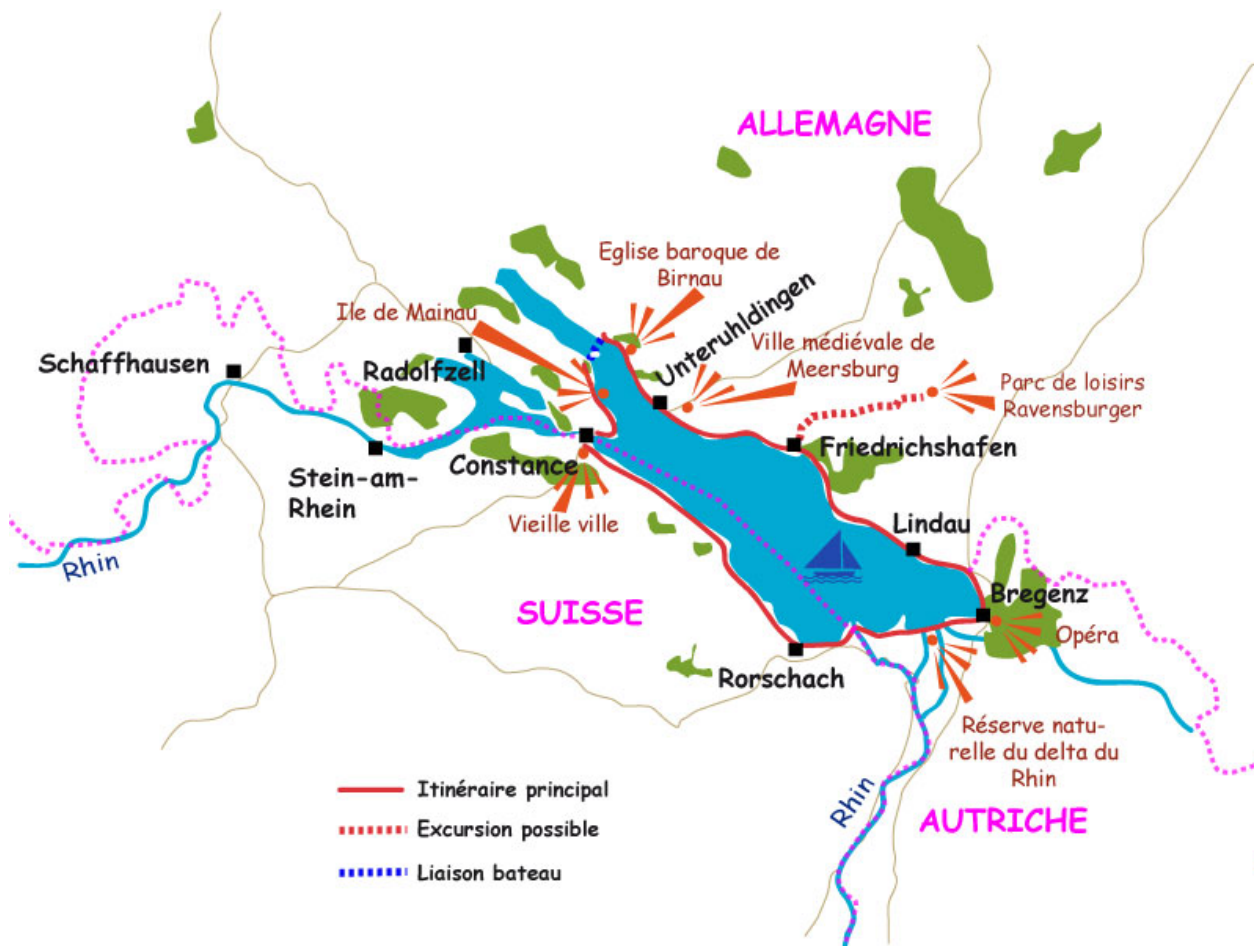 ALLEMAGNE
Eglise baroque de
Birnau
Ile de Mainau
Unteruhldingen
Ville médiévale de
Meersburg
Schaffhausen
Radolfzell
Parc de loisirs
Ravensburger
Friedrichshafen
Constance
Stein-am-
Rhein
Vieille ville
Lindau
Rhin
SUISSE
Bregenz
Opéra
Rorschach
Réserve natu-
relle du delta du
Rhin
Rhin
AUTRICHE
Itinéraire principal
Excursion possible
Liaison bateau